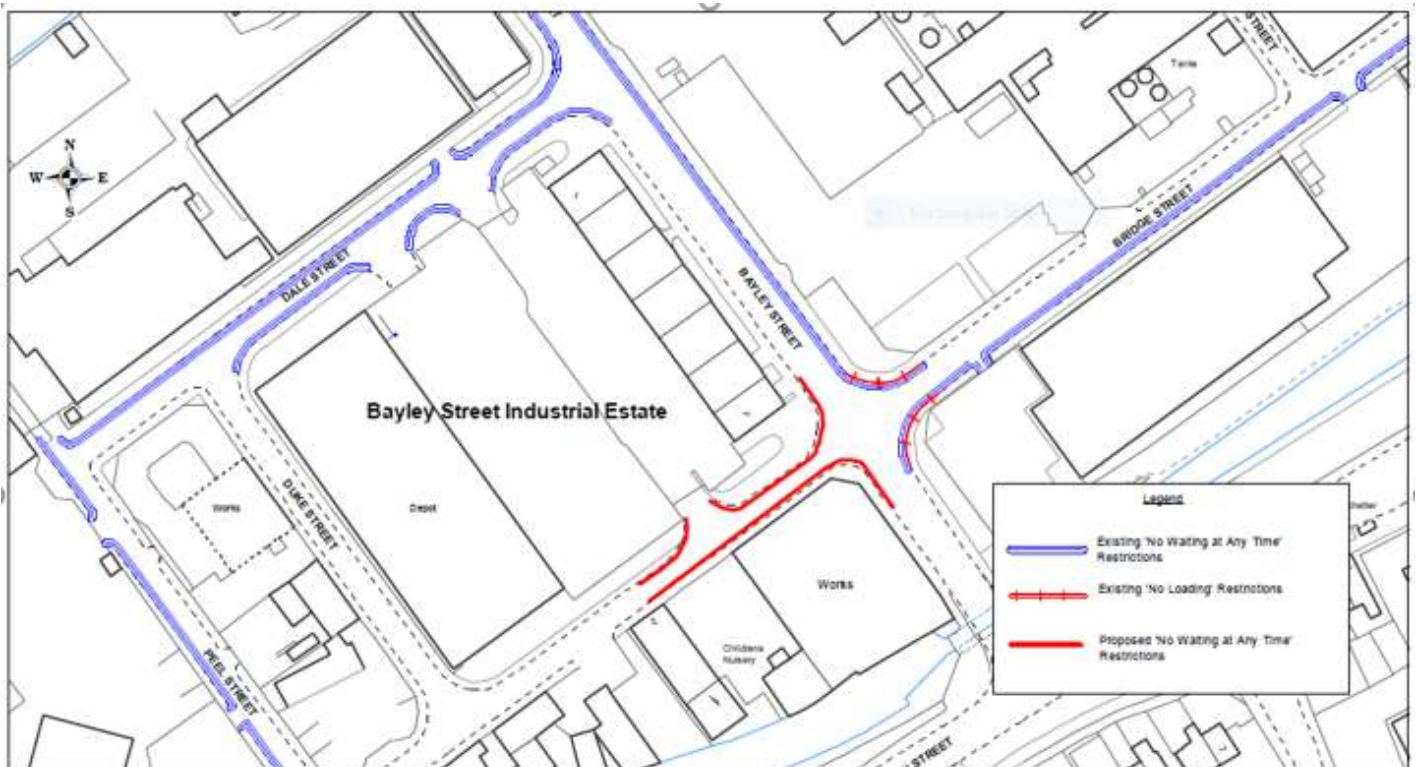 STREET
Tanks
N
W E
S
BRIDGE STREET
DALE STREET
BAYLEY STREET
Bayley Street Industrial Estate
Works
DUKE STREET
Depot
Legend
Existing 'No Waiting at Any Time'
Restrictions
Existing 'No Loading' Restrictions
Proposed 'No Waiting at Any Time'
Restrictions
Works
Childrens
Nursery
PEEL STREET
STREET